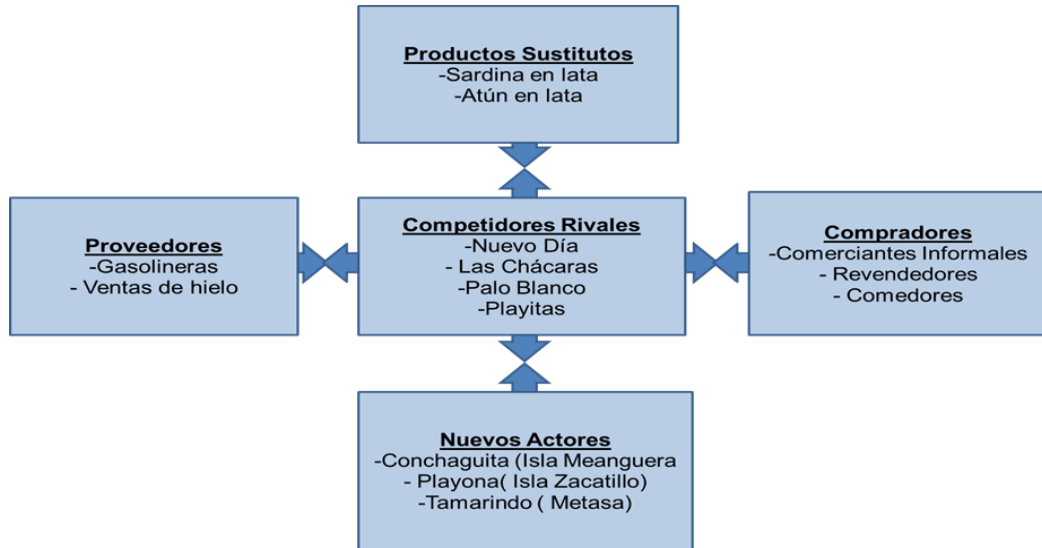 Productos Sustitutos
-Sardina en lata
-Atún en lata
Proveedores
-Gasolineras
- Ventas de hielo
Competidores Rivales
-Nuevo Día
- Las Chácaras
-Palo Blanco
-Playitas
Compradores
-Comerciantes Informales
- Revendedores
- Comedores
Nuevos Actores
-Conchaguita (Isla Meanguera
- Playona( Isla Zacatillo)
-Tamarindo ( Metasa)